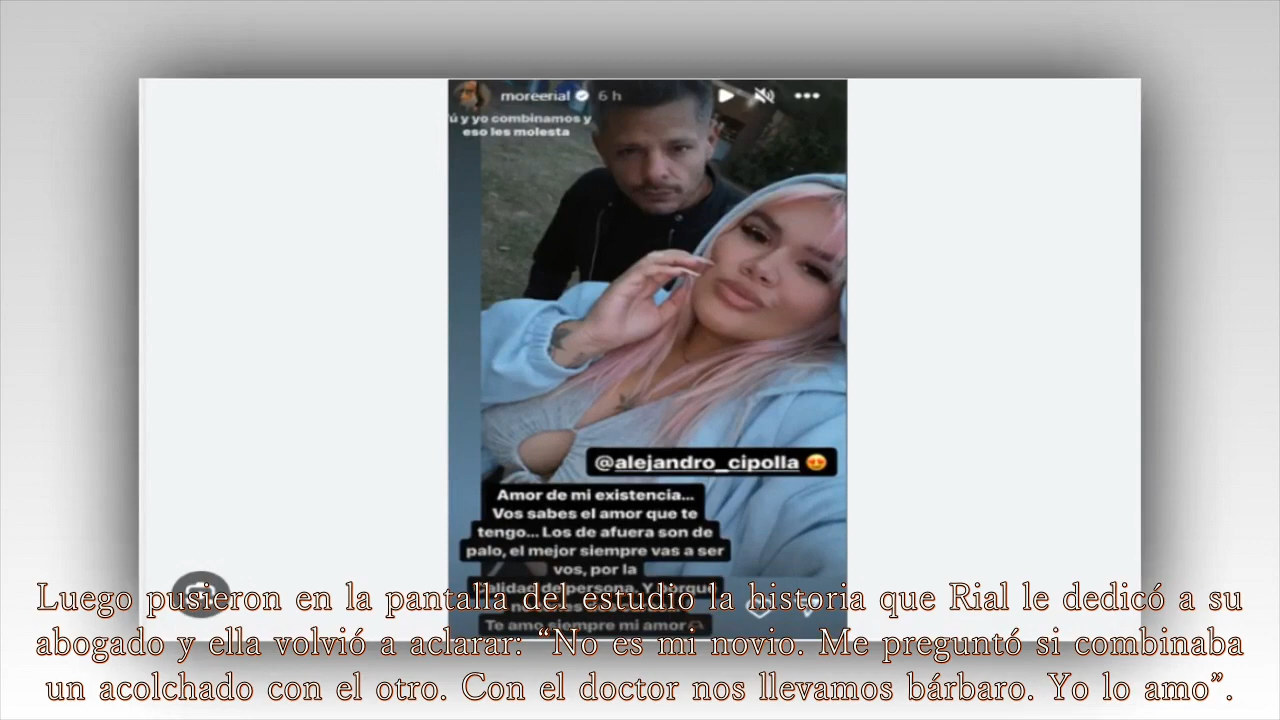 moreerial 6 h
ú y yo combinamos y
eso les molesta
@alejandro_cipolla
Amor de mi existencia...
Vos sabes el amor que te
tengo... Los de afuera son de
palo, el mejor siempre vas a ser
vos, por la
alidad de persona. Y porque
Te amo siempre mi amor
Luego pusieron en la pantalla del estudio la historia que Rial le dedicó a su
abogado y ella volvió a aclarar: “No es mi novio. Me preguntó si combinaba
un acolchado con el otro. Con el doctor nos llevamos bárbaro. Yo lo amo”.